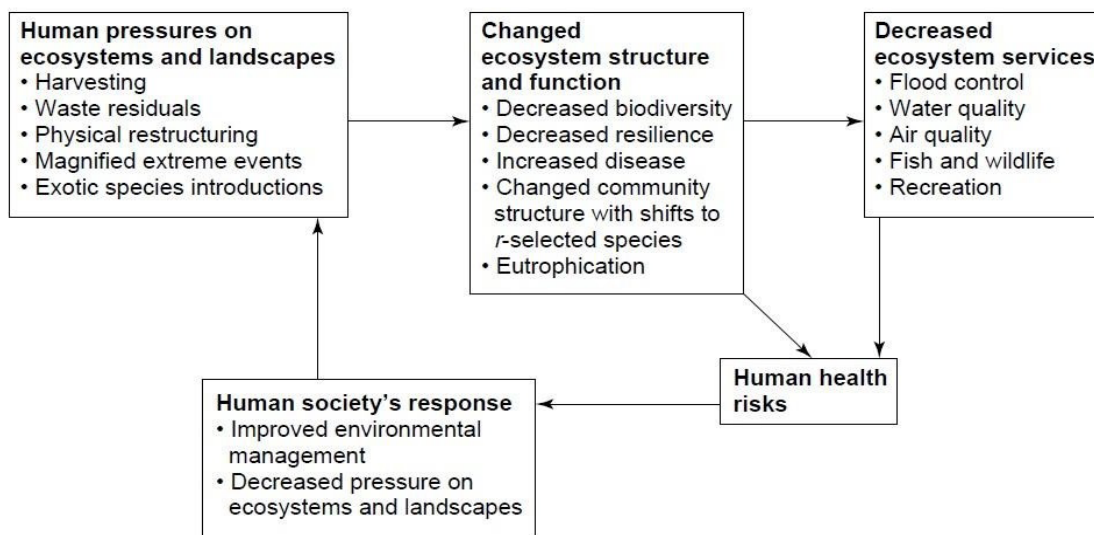 Human pressures on
ecosystems and landscapes
• Harvesting
• Waste residuals
• Physical restructuring
• Magnified extreme events
• Exotic species introductions
Changed
ecosystem structure
and function
• Decreased biodiversity
• Decreased resilience
• Increased disease
• Changed community
structure with shifts to
r-selected species
• Eutrophication
Decreased
ecosystem services
• Flood control
• Water quality
• Air quality
• Fish and wildlife
• Recreation
Human health
risks
Human society’s response
• Improved environmental
management
• Decreased pressure on
ecosystems and landscapes